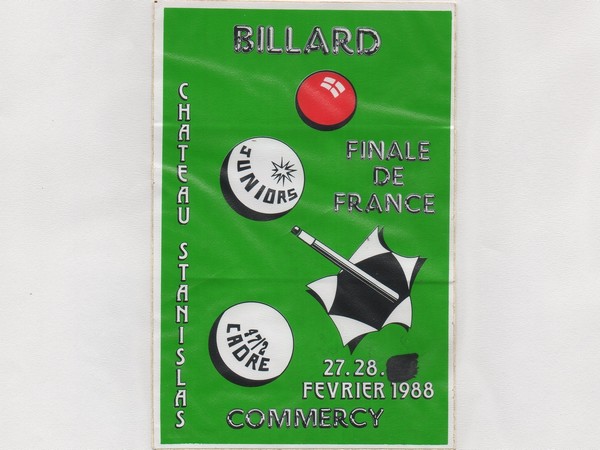 BILLARD
CHATEAU STANISLAS
JUNIORS
FINALE
DE
FRANCE
47/2
CADRE
27.28.
FEVRIER 1988
COMMERCY